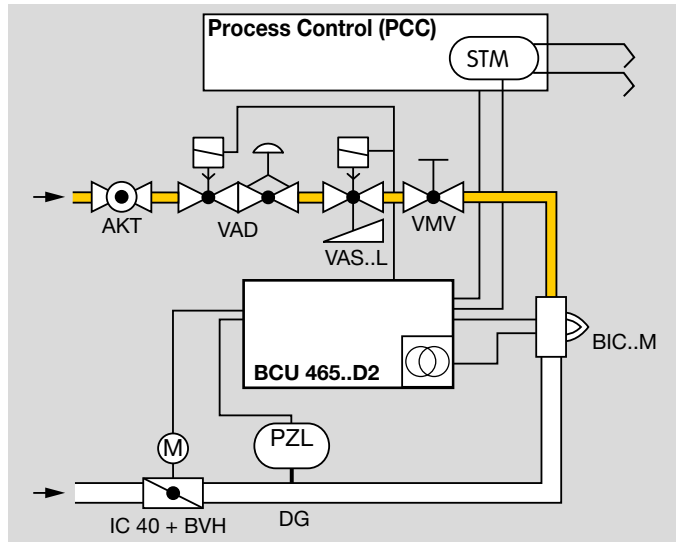 Process Control (PCC)
STM
AKT
VAD
VAS..L
VMV
BCU 465..D2
BIC..M
M
PZL
IC 40 + BVH
DG